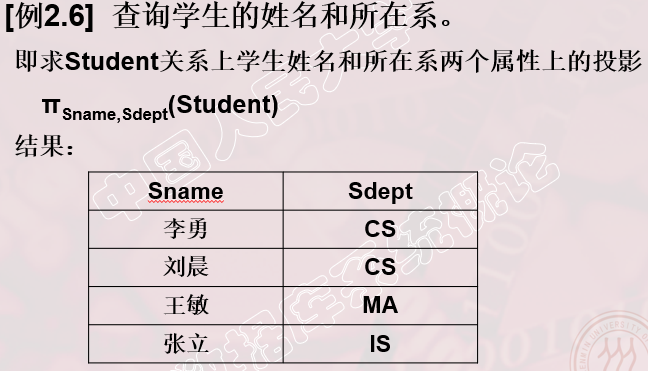 [例2.6] 查询学生的姓名和所在系。
即求Student关系上学生姓名和所在系两个属性上的投影
πSname,Sdept(Student)
结果：
Sname Sdept
李勇 CS
刘晨 CS
王敏 MA
张立 IS